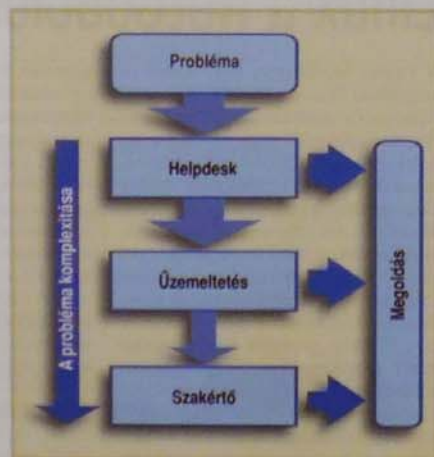 Probléma
Helpdesk
Üzemeltetés
Szakértő
A probléma komplexitása
Megoldás